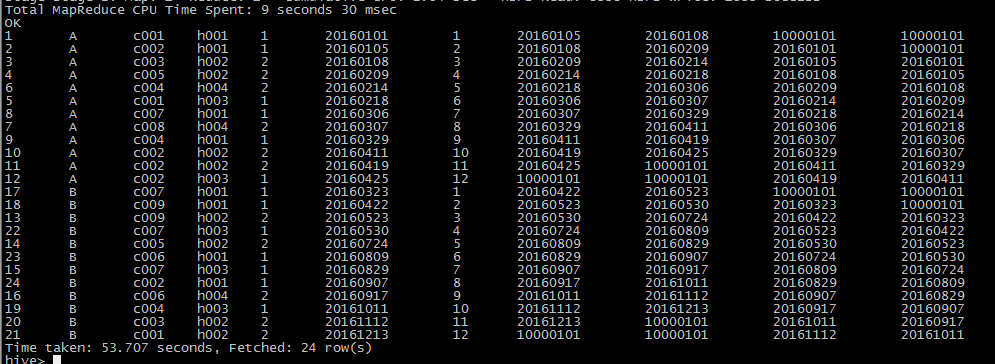 Total MapReduce CPU Time Spent: 9 seconds 30 msec
OK
1 A c001 h001 1 20160101 1 20160105 20160108 10000101 10000101
2 A c002 h001 1 20160105 2 20160108 20160209 20160101 10000101
3 A c003 h002 2 20160108 3 20160209 20160214 20160105 20160101
4 A c005 h002 2 20160209 4 20160214 20160218 20160108 20160105
6 A c004 h004 2 20160214 5 20160218 20160306 20160209 20160108
5 A c001 h003 1 20160218 6 20160306 20160307 20160214 20160209
8 A c007 h001 1 20160306 7 20160307 20160329 20160218 20160214
7 A c008 h004 2 20160307 8 20160329 20160411 20160306 20160218
9 A c004 h001 1 20160329 9 20160411 20160419 20160307 20160306
10 A c002 h002 2 20160411 10 20160419 20160425 20160329 20160307
11 A c002 h002 2 20160419 11 20160425 10000101 20160411 20160329
12 A c002 h003 1 20160425 12 10000101 10000101 20160419 20160411
17 B c007 h001 1 20160323 1 20160422 20160523 10000101 10000101
18 B c009 h001 1 20160422 2 20160523 20160530 20160323 10000101
23 B c009 h002 2 20160523 3 20160530 20160724 20160422 20160323
22 B c007 h003 1 20160530 4 20160724 20160809 20160523 20160422
14 B c005 h002 2 20160724 5 20160809 20160829 20160530 20160523
23 B c006 h001 1 20160809 6 20160829 20160907 20160724 20160530
15 B c007 h003 1 20160829 7 20160907 20160917 20160809 20160724
24 B c002 h001 1 20160907 8 20160917 20161011 20160829 20160809
16 B c006 h004 2 20160917 9 20161011 20161112 20160907 20160829
19 B c004 h003 1 20161011 10 20161112 20161213 20160917 20160907
20 B c003 h002 2 20161112 11 20161213 10000101 20161011 20160917
21 B c001 h002 2 20161213 12 10000101 10000101 20161112 20161011
Time taken: 53.707 seconds, Fetched: 24 row(s)
hive>